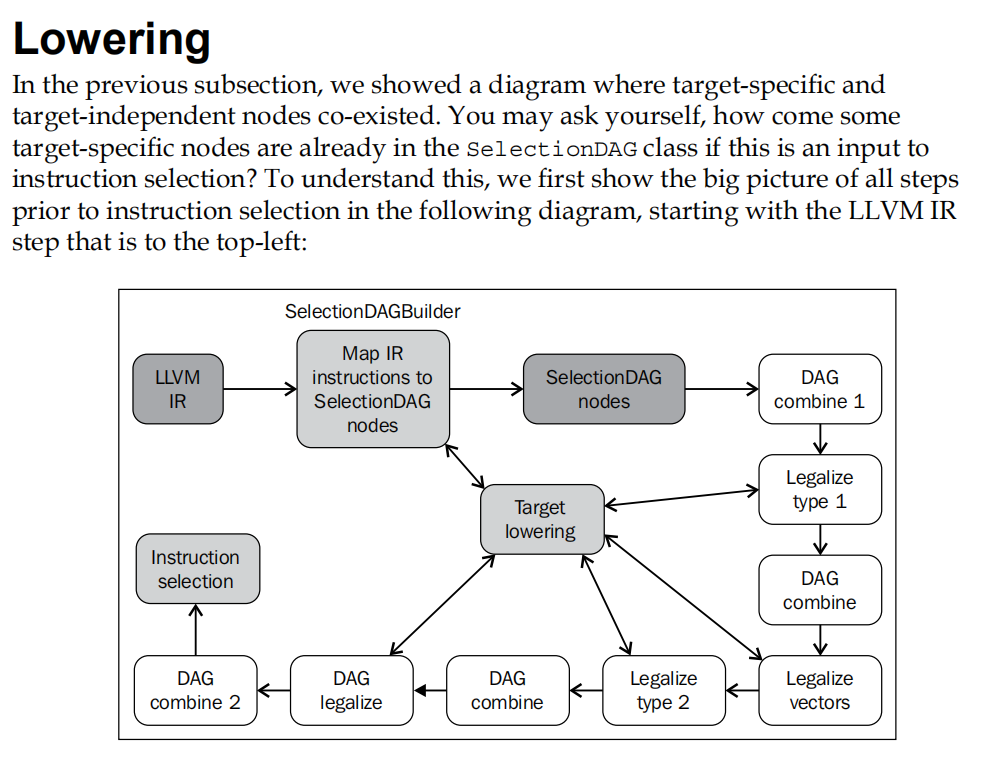 Lowering
In the previous subsection, we showed a diagram where target-specific and
target-independent nodes co-existed. You may ask yourself, how come some
target-specific nodes are already in the SelectionDAG class if this is an input to
instruction selection? To understand this, we first show the big picture of all steps
prior to instruction selection in the following diagram, starting with the LLVM IR
step that is to the top-left:
SelectionDAGBuilder
LLVM
IR
Map IR
instructions to
SelectionDAG
nodes
SelectionDAG
nodes
DAG
combine 1
Legalize
type 1
Target
lowering
Instruction
selection
DAG
combine
DAG
combine 2
DAG
legalize
DAG
combine
Legalize
type 2
Legalize
vectors